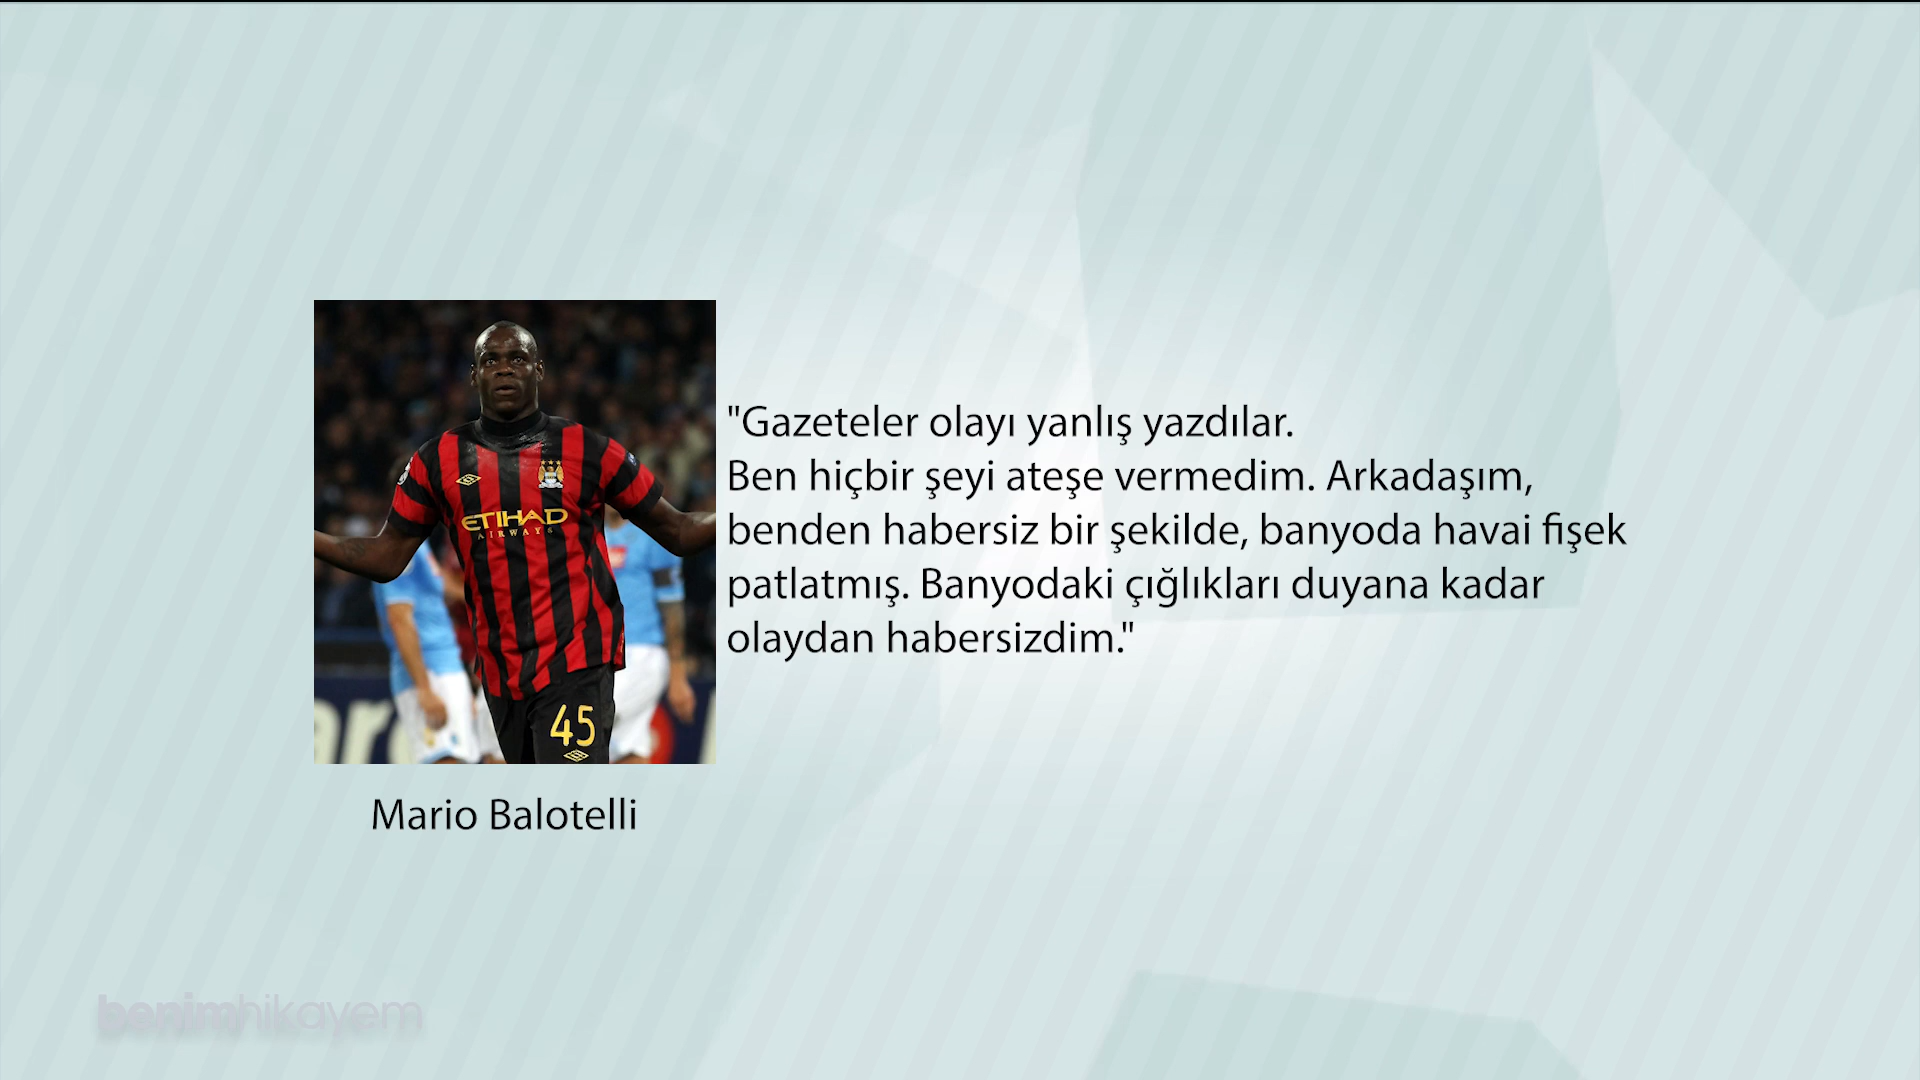 "Gazeteler olayı yanlış yazdılar.
Ben hiçbir şeyi ateşe vermedim. Arkadaşım,
benden habersiz bir şekilde, banyoda havai fişek
patlatmış. Banyodaki çığlıkları duyana kadar
olaydan habersizdim."
ETIHAD
AIRWAYS
45
Mario Balotelli
benimhikayem